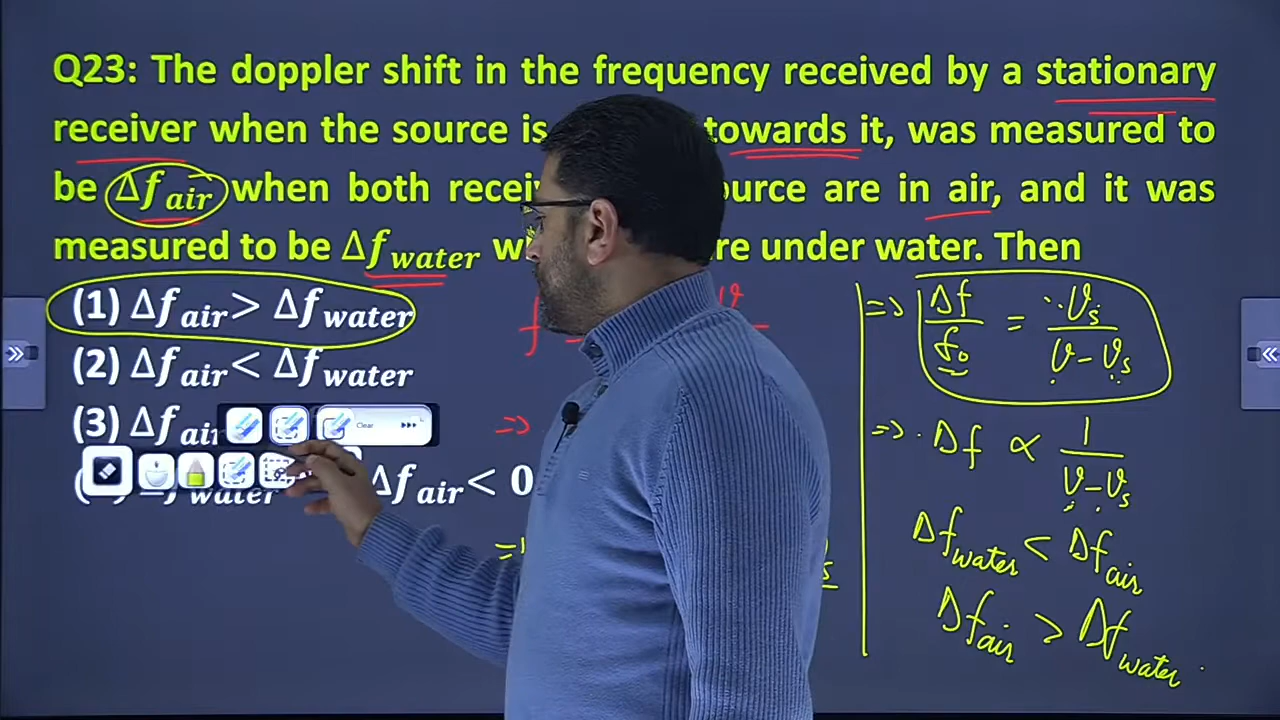 Q23: The doppler shift in the frequency received by a stationary
receiver when the source is towards it, was measured to
be Δf_air when both receiv ource are in air, and it was
measured to be Δf_water w re under water. Then
(1) Δf_air > Δf_water
(2) Δf_air < Δf_water
(3) Δf_air
Δf_air < 0
Clear
⇒ Δf/f₀ = v_s/(v - v_s)
⇒ Δf ∝ 1/(v - v_s)
Δf_water < Δf_air
Δf_air > Δf_water